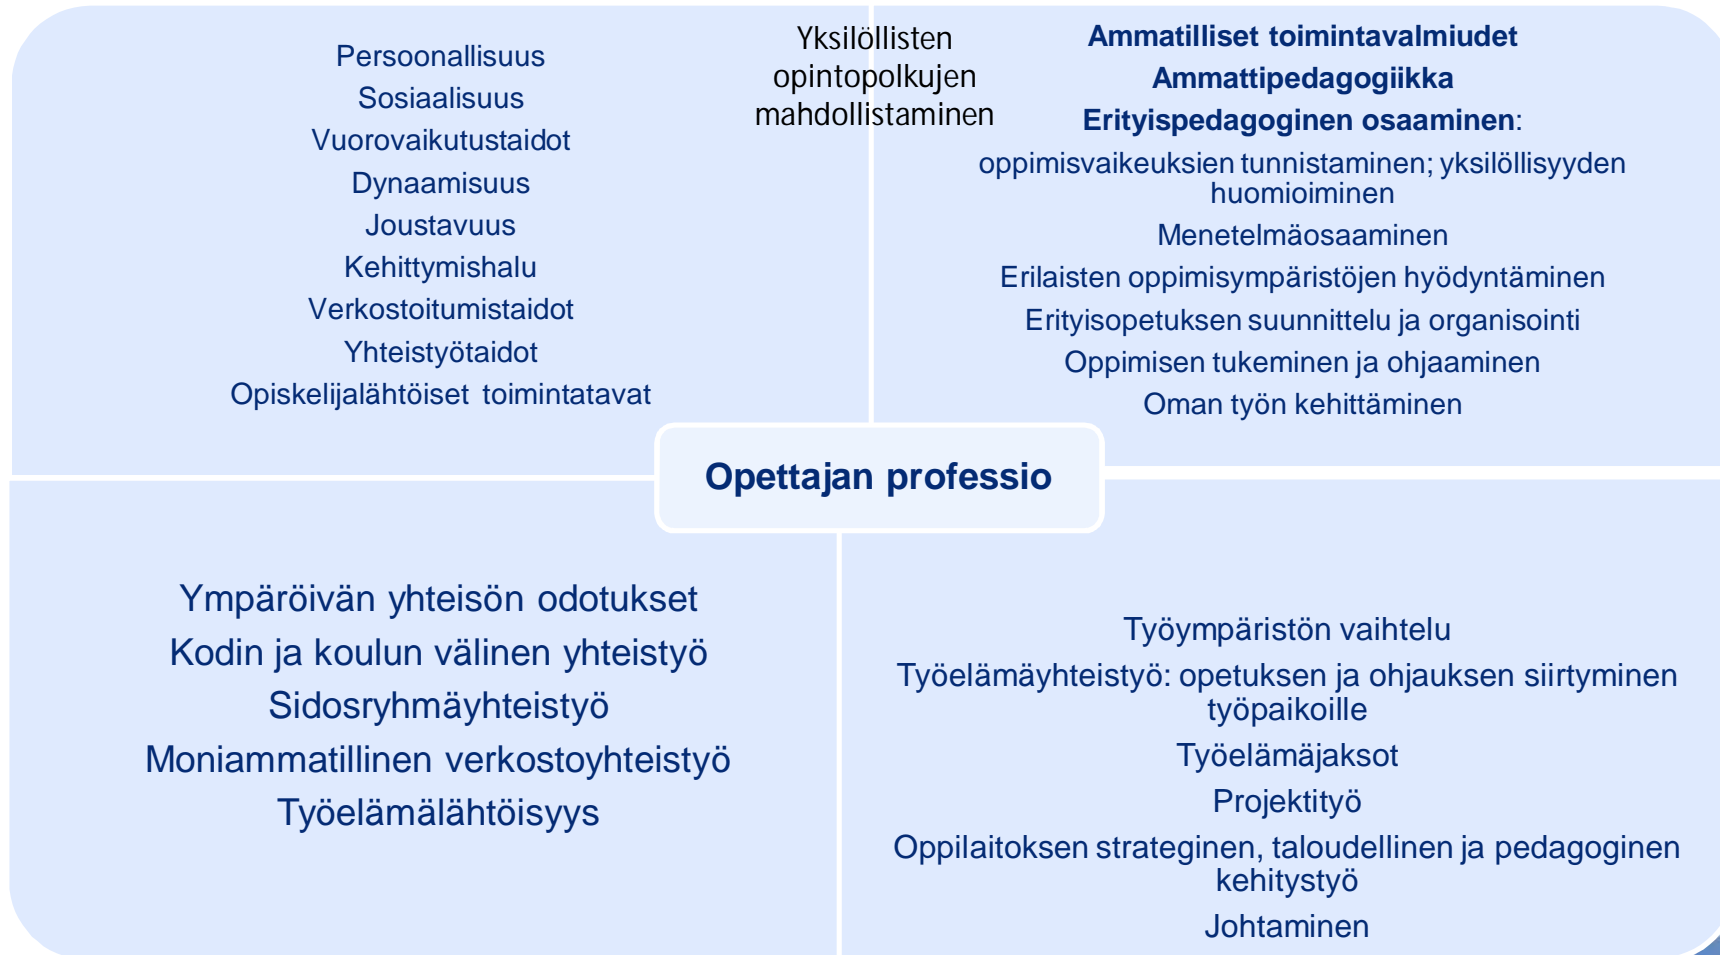 Persoonallisuus
Sosiaalisuus
Vuorovaikutustaidot
Dynaamisuus
Joustavuus
Kehittymishalu
Verkostoitumistaidot
Yhteistyötaidot
Opiskelijalähtöiset toimintatavat
Yksilöllisten
opintopolkujen
mahdollistaminen
Ammatilliset toimintavalmiudet
Ammattipedagogiikka
Erityispedagoginen osaaminen:
oppimisvaikeuksien tunnistaminen; yksilöllisyyden
huomioiminen
Menetelmäosaaminen
Erilaisten oppimisympäristöjen hyödyntäminen
Erityisopetuksen suunnittelu ja organisointi
Oppimisen tukeminen ja ohjaaminen
Oman työn kehittäminen
Opettajan professio
Ympäröivän yhteisön odotukset
Kodin ja koulun välinen yhteistyö
Sidosryhmäyhteistyö
Moniammatillinen verkostoyhteistyö
Työelämälähtöisyys
Työympäristön vaihtelu
Työelämäyhteistyö: opetuksen ja ohjauksen siirtyminen
työpaikoille
Työelämäjaksot
Projektityö
Oppilaitoksen strateginen, taloudellinen ja pedagoginen
kehitystyö
Johtaminen